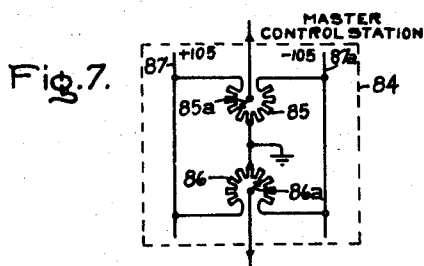 MASTER
CONTROL STATION
Fig. 7.
87 +105 -105 87a
84
85a 85
86 86a